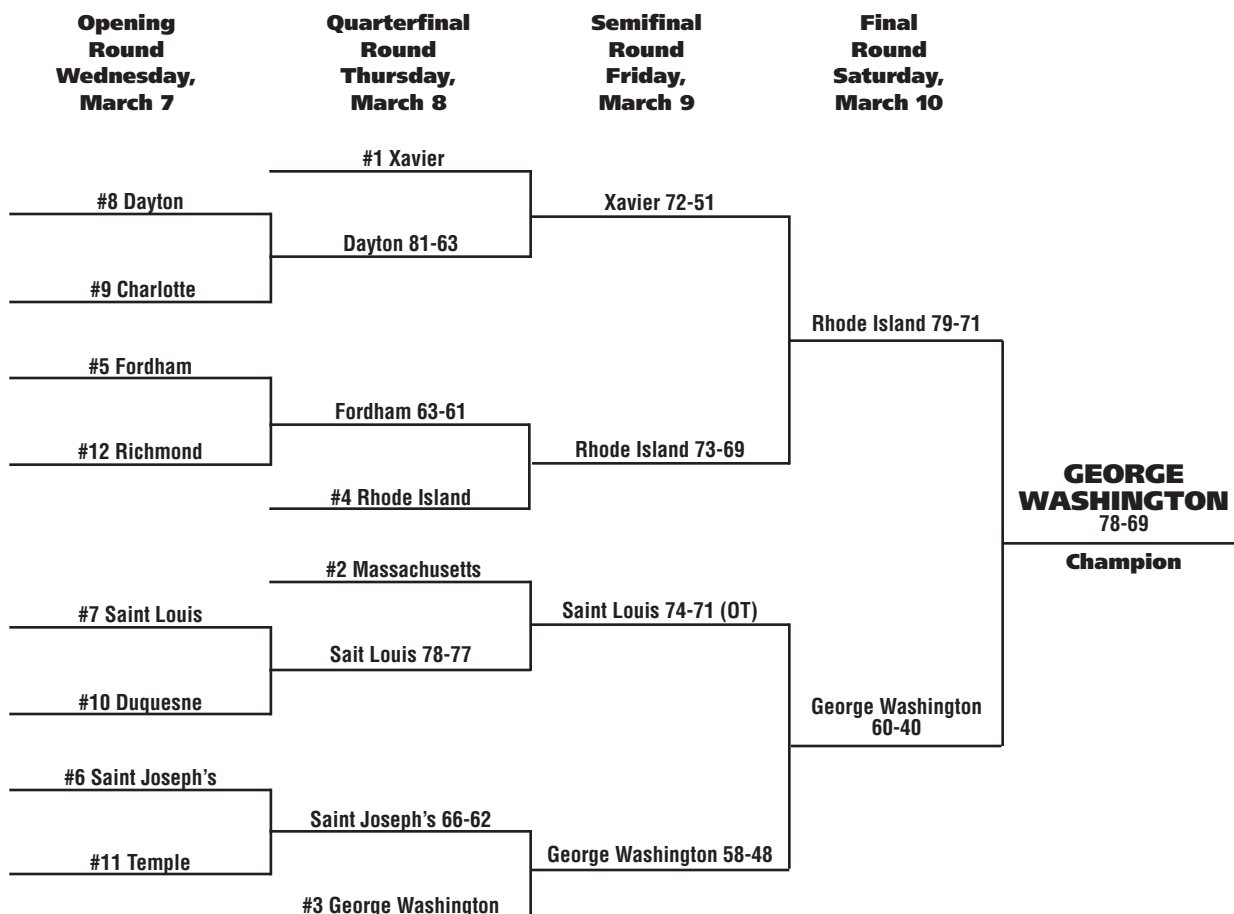 Opening
Round
Wednesday,
March 7
Quarterfinal
Round
Thursday,
March 8
Semifinal
Round
Friday,
March 9
Final
Round
Saturday,
March 10
#1 Xavier
#8 Dayton
Xavier 72-51
Dayton 81-63
#9 Charlotte
Rhode Island 79-71
#5 Fordham
Fordham 63-61
#12 Richmond
Rhode Island 73-69
#4 Rhode Island
GEORGE
WASHINGTON
78-69
Champion
#2 Massachusetts
#7 Saint Louis
Saint Louis 74-71 (OT)
Sait Louis 78-77
#10 Duquesne
George Washington
60-40
#6 Saint Joseph's
Saint Joseph's 66-62
#11 Temple
George Washington 58-48
#3 George Washington